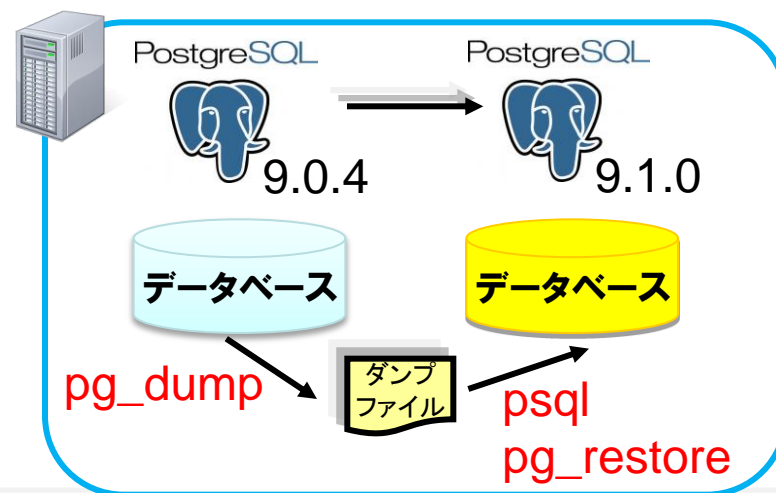 PostgreSQL
9.0.4
PostgreSQL
9.1.0
データベース
データベース
pg_dump
ダンプ
ファイル
psql
pg_restore